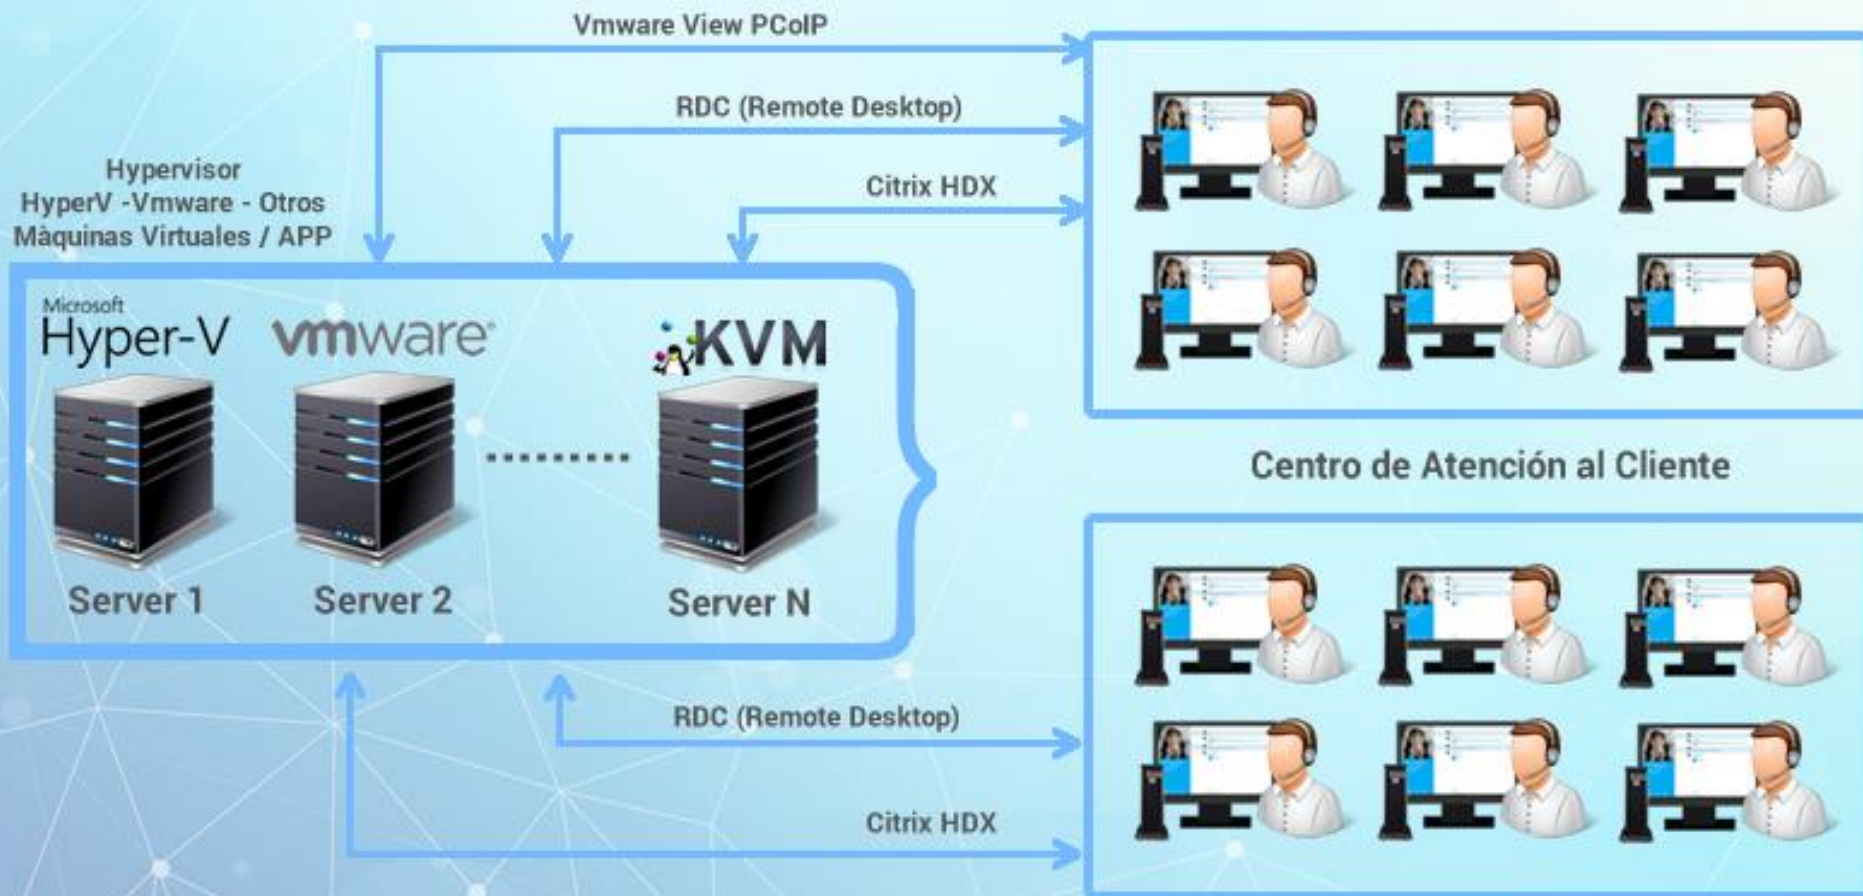 Vmware View PCoIP
RDC (Remote Desktop)
Citrix HDX
Hypervisor
HyperV -Vmware - Otros
Màquinas Virtuales / APP
Microsoft
Hyper-V
vmware®
KVM
Server 1
Server 2
Server N
Centro de Atención al Cliente
RDC (Remote Desktop)
Citrix HDX